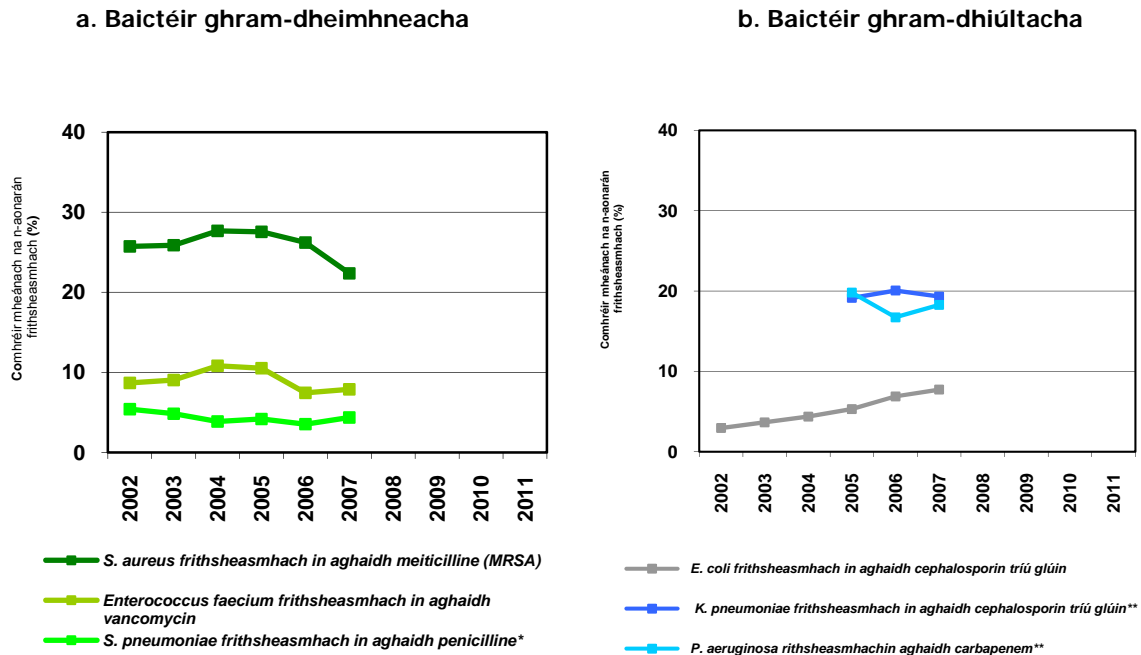 a. Baictéir ghram-dheimhneacha
Comhréir mheánach na n-aonarán
frithsheasmhach (%)
40
30
20
10
0
2002
2003
2004
2005
2006
2007
2008
2009
2010
2011
S. aureus frithsheasmhach in aghaidh meiticilline (MRSA)
Enterococcus faecium frithsheasmhach in aghaidh
vancomycin
S. pneumoniae frithsheasmhach in aghaidh penicilline*
b. Baictéir ghram-dhiúltacha
Comhréir mheánach na n-aonarán
frithsheasmhach (%)
40
30
20
10
0
2002
2003
2004
2005
2006
2007
2008
2009
2010
2011
E. coli frithsheasmhach in aghaidh cephalosporin tríú glúin
K. pneumoniae frithsheasmhach in aghaidh cephalosporin tríú glúin**
P. aeruginosa rithsheasmhachin aghaidh carbapenem**